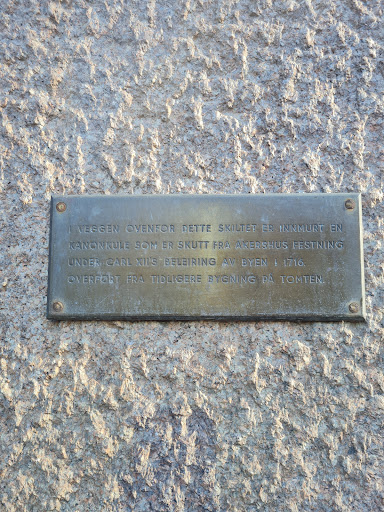 I VEGGEN OVENFOR DETTE SKILTET ER INNMURT EN
KANONKULE SOM ER SKUTT FRA AKERSHUS FESTNING
UNDER CARL XII'S BELEIRING AV BYEN I 1716.
OVERFØRT FRA TIDLIGERE BYGNING PÅ TOMTEN.